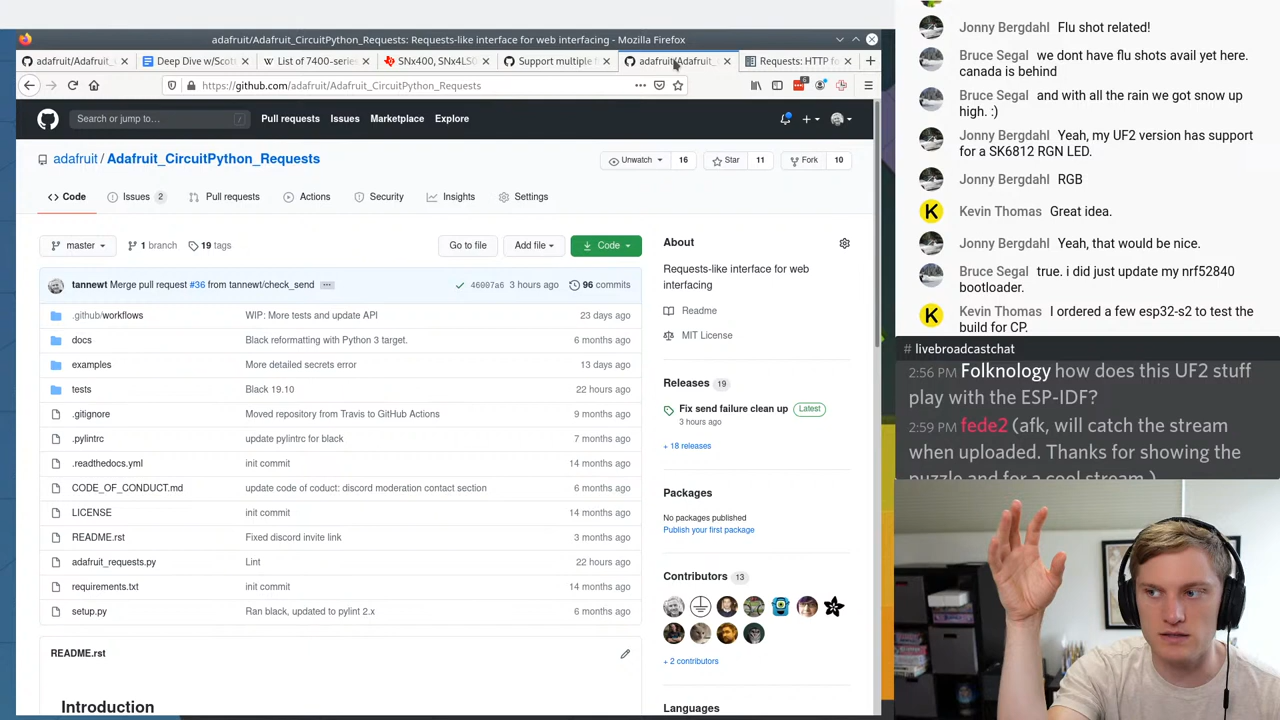 adafruit/Adafruit_CircuitPython_Requests: Requests-like interface for web interfacing - Mozilla Firefox
adafruit/Adafruit_
Deep Dive w/Sco
List of 7400-serie
SNx400, SNx4LS0
Support multiple
adafruit/Adafruit_
Requests: HTTP fo
https://github.com/adafruit/Adafruit_CircuitPython_Requests
Search or jump to...
/
Pull requests
Issues
Marketplace
Explore
adafruit / Adafruit_CircuitPython_Requests
Unwatch 16
Star 11
Fork 10
Code
Issues 2
Pull requests
Actions
Security
Insights
Settings
master
1 branch
19 tags
Go to file
Add file
Code
tannewt Merge pull request #36 from tannewt/check_send ... 46007a6 3 hours ago 96 commits
.github/workflows WIP: More tests and update API 23 days ago
docs Black reformatting with Python 3 target. 6 months ago
examples More detailed secrets error 13 days ago
tests Black 19.10 22 hours ago
.gitignore Moved repository from Travis to GitHub Actions 9 months ago
.pylintrc update pylintrc for black 7 months ago
.readthedocs.yml init commit 14 months ago
CODE_OF_CONDUCT.md update code of coduct: discord moderation contact section 6 months ago
LICENSE init commit 14 months ago
README.rst Fixed discord invite link 3 months ago
adafruit_requests.py Lint 22 hours ago
requirements.txt init commit 14 months ago
setup.py Ran black, updated to pylint 2.x 6 months ago
README.rst
Introduction
About
Requests-like interface for web
interfacing
Readme
MIT License
Releases 19
Fix send failure clean up Latest
3 hours ago
+ 18 releases
Packages
No packages published
Publish your first package
Contributors 13
+ 2 contributors
Languages
Jonny Bergdahl Flu shot related!
Bruce Segal we dont have flu shots avail yet here.
canada is behind
Bruce Segal and with all the rain we got snow up
high. :)
Jonny Bergdahl Yeah, my UF2 version has support
for a SK6812 RGN LED.
Jonny Bergdahl RGB
K Kevin Thomas Great idea.
Jonny Bergdahl Yeah, that would be nice.
Bruce Segal true. i did just update my nrf52840
bootloader.
K Kevin Thomas I ordered a few esp32-s2 to test the
build for CP.
# livebroadcastchat
2:56 PM Folknology how does this UF2 stuff
play with the ESP-IDF?
2:59 PM fede2 (afk, will catch the stream
when uploaded. Thanks for showing the
puzzle and for a cool stream.)